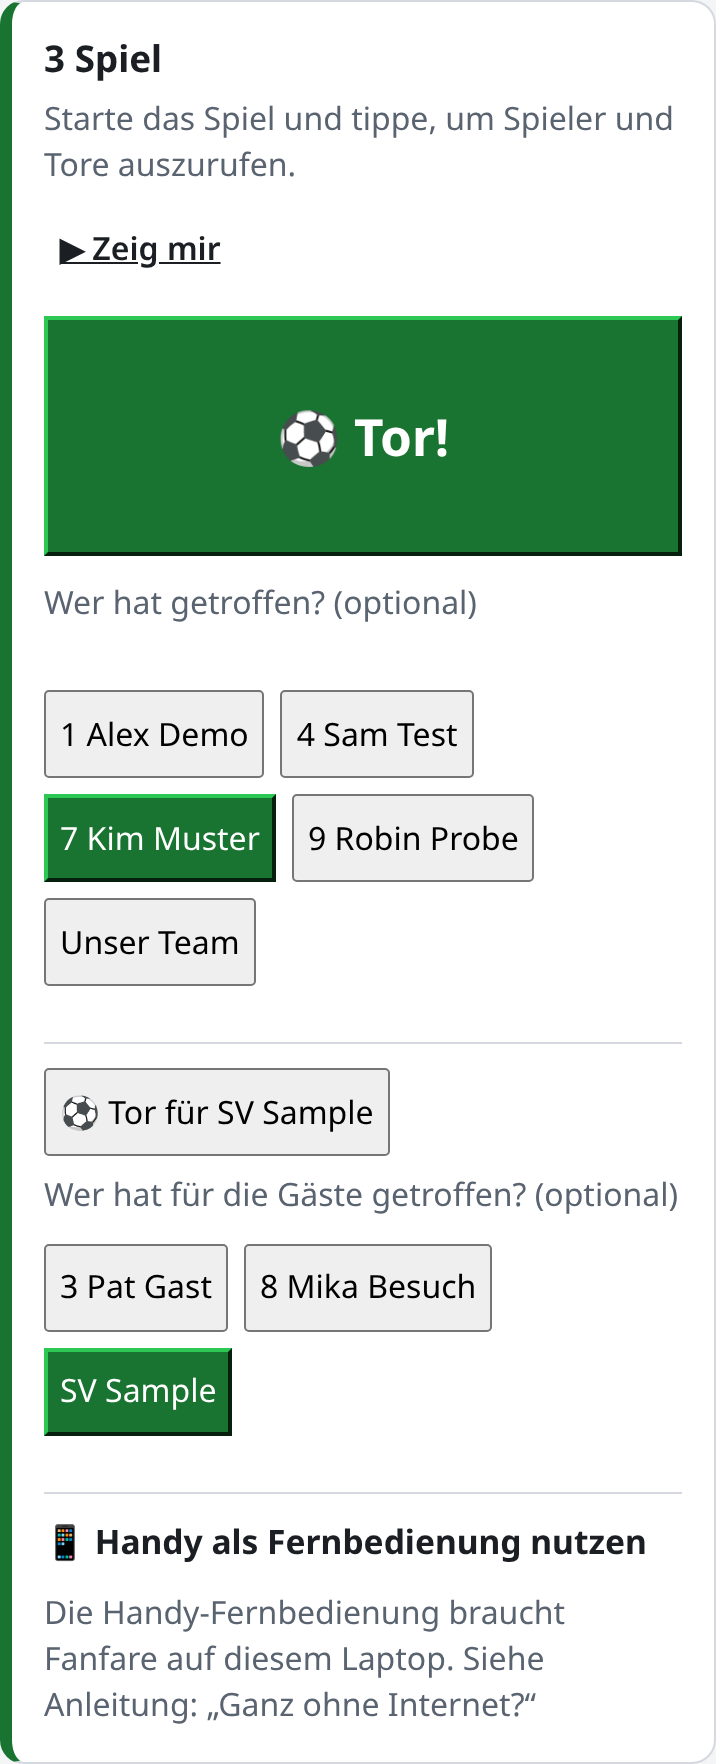 3 Spiel
Starte das Spiel und tippe, um Spieler und
Tore auszurufen.
▶ Zeig mir
⚽ Tor!
Wer hat getroffen? (optional)
1 Alex Demo
4 Sam Test
7 Kim Muster
9 Robin Probe
Unser Team
⚽ Tor für SV Sample
Wer hat für die Gäste getroffen? (optional)
3 Pat Gast
8 Mika Besuch
SV Sample
📱 Handy als Fernbedienung nutzen
Die Handy-Fernbedienung braucht
Fanfare auf diesem Laptop. Siehe
Anleitung: „Ganz ohne Internet?“